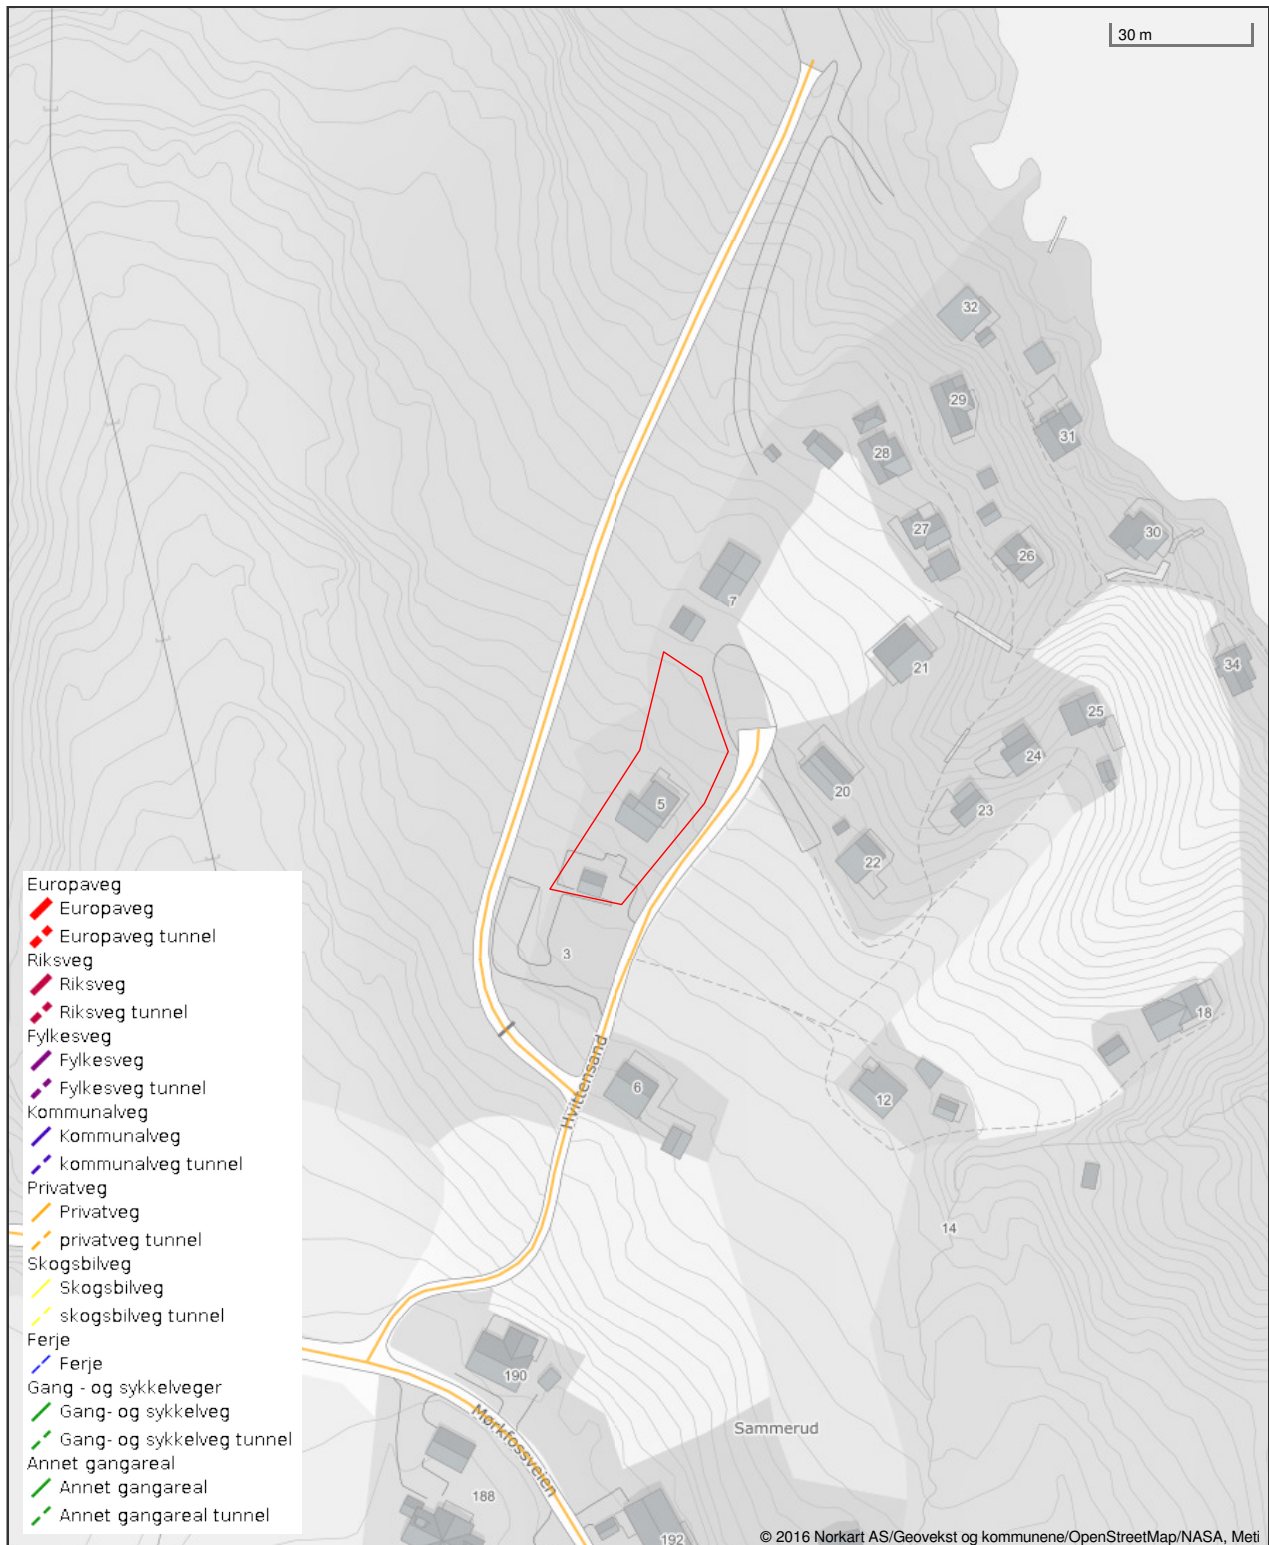 30 m
32
29
31
28
27
30
26
7
21
34
25
24
5
20
23
22
3
18
6
12
Hvittensand
14
190
Sammerud
Mørkfossveien
188
192
Europaveg
Europaveg
Europaveg tunnel
Riksveg
Riksveg
Riksveg tunnel
Fylkesveg
Fylkesveg
Fylkesveg tunnel
Kommunalveg
Kommunalveg
kommunalveg tunnel
Privatveg
Privatveg
privatveg tunnel
Skogsbilveg
Skogsbilveg
skogsbilveg tunnel
Ferje
Ferje
Gang - og sykkelveger
Gang- og sykkelveg
Gang- og sykkelveg tunnel
Annet gangareal
Annet gangareal
Annet gangareal tunnel
© 2016 Norkart AS/Geovekst og kommunene/OpenStreetMap/NASA, Meti